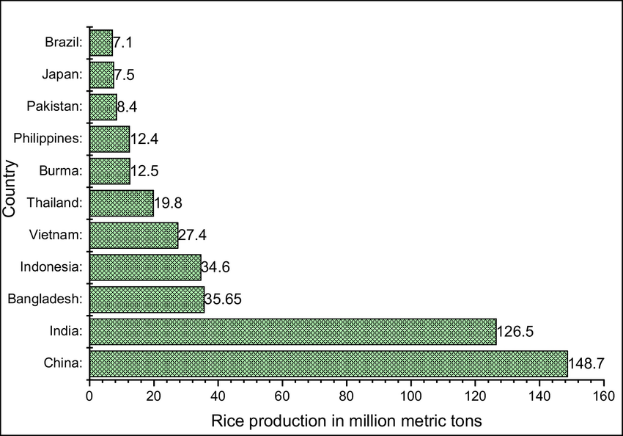 Country
Brazil: 7.1
Japan: 7.5
Pakistan: 8.4
Philippines: 12.4
Burma: 12.5
Thailand: 19.8
Vietnam: 27.4
Indonesia: 34.6
Bangladesh: 35.65
India: 126.5
China: 148.7
0 20 40 60 80 100 120 140 160
Rice production in million metric tons